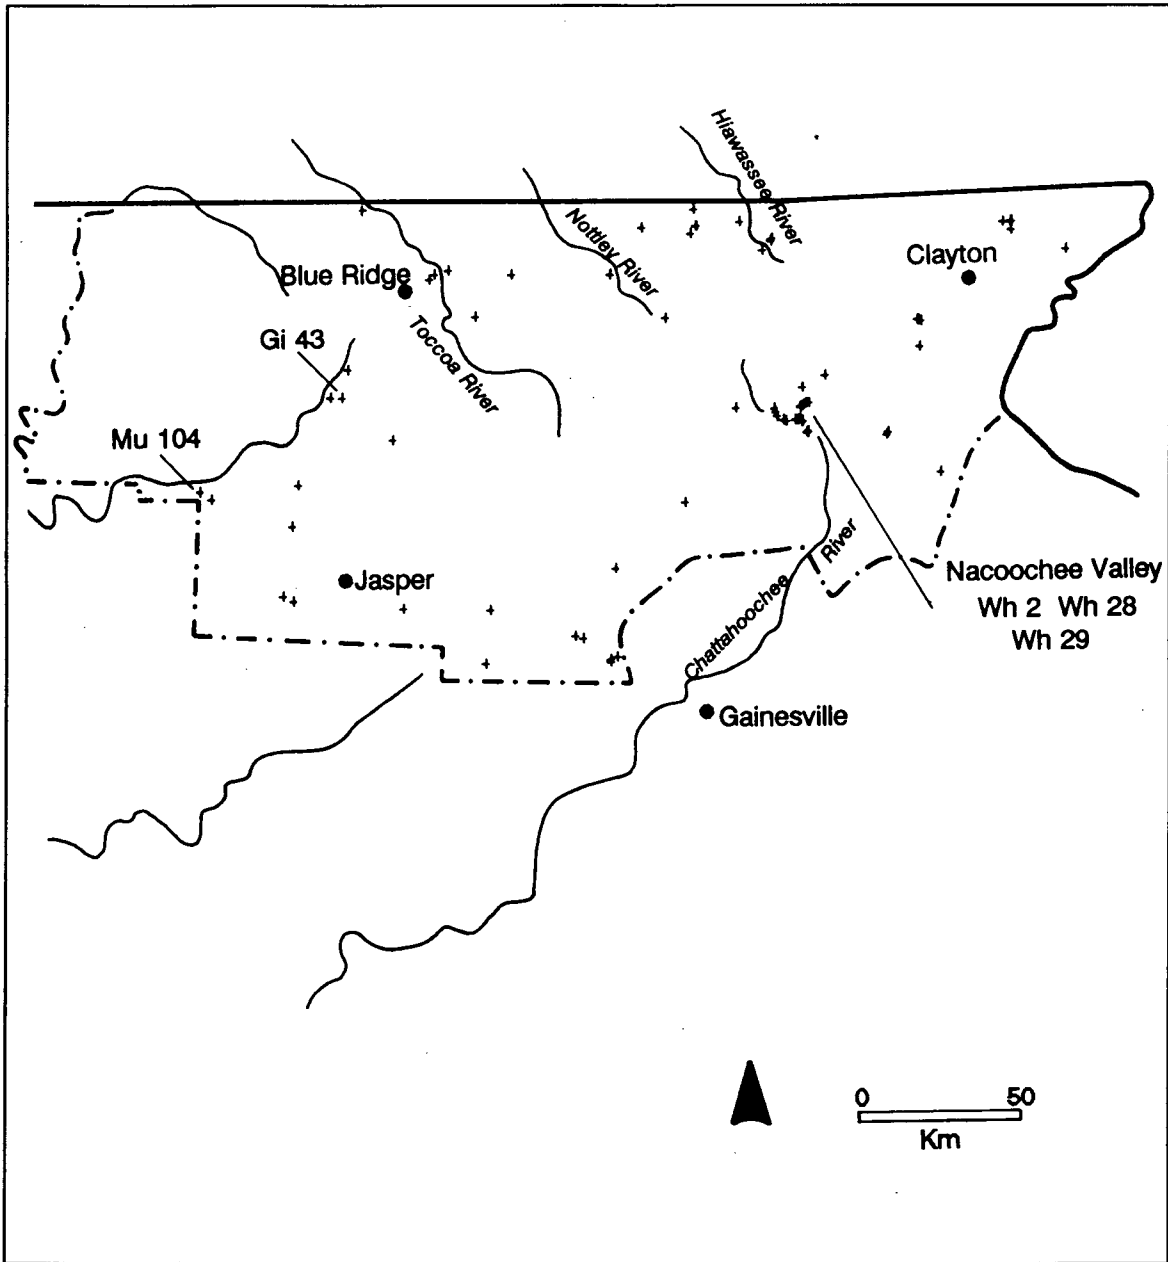 Hiawassee River
Nottley River
Clayton
Blue Ridge
Toccoa River
Gi 43
Mu 104
River
Chattahoochee
Nacoochee Valley
Wh 2 Wh 28
Wh 29
Jasper
Gainesville
0 50
Km